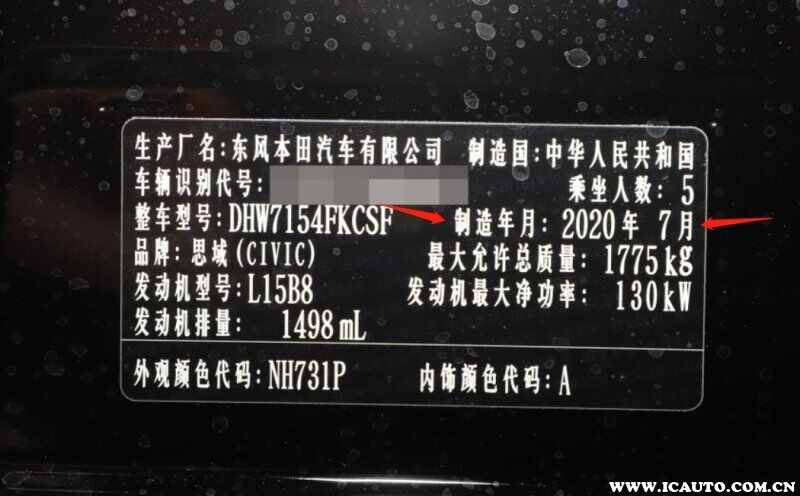 生产厂名:东风本田汽车有限公司 制造国:中华人民共和国
车辆识别代号: 乘坐人数: 5
整车型号:DHW7154FKCSF 制造年月: 2020年 7月
品牌: 思域(CIVIC) 最大允许总质量: 1775kg
发动机型号:L15B8 发动机最大净功率: 130kW
发动机排量: 1498mL
外观颜色代码:NH731P 内饰颜色代码:A
WWW.ICAUTO.COM.CN